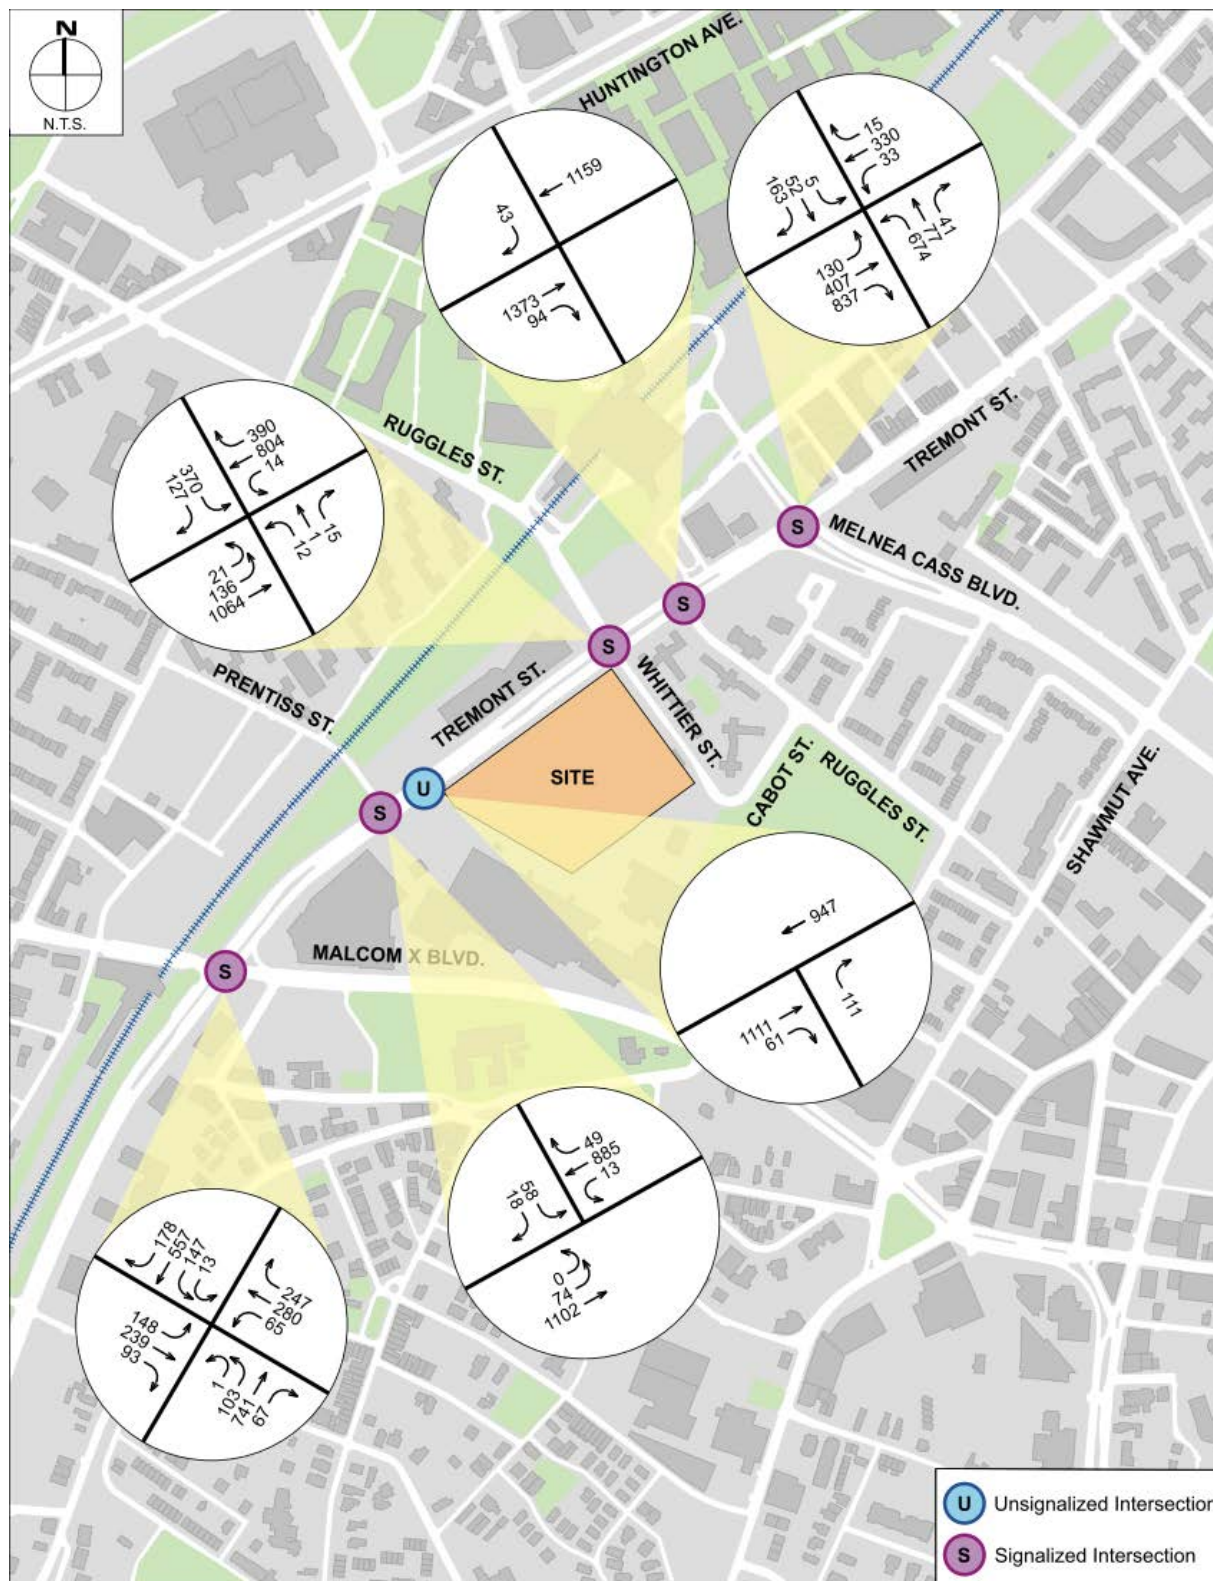 N
N.T.S.
HUNTINGTON AVE.
1159
43
1373
94
15
330
33
5
52
163
41
77
674
130
407
837
RUGGLES ST.
TREMONT ST.
390
804
14
370
127
15
1
12
21
136
1064
S
MELNEA CASS BLVD.
S
S
PRENTISS ST.
TREMONT ST.
WHITTIER ST.
SITE
U
S
CABOT ST.
RUGGLES ST.
SHAWMUT AVE.
947
1111
61
111
MALCOM X BLVD.
S
49
885
13
58
18
0
74
1102
178
557
147
13
247
280
65
148
239
93
1
103
741
67
U Unsignalized Intersection
S Signalized Intersection